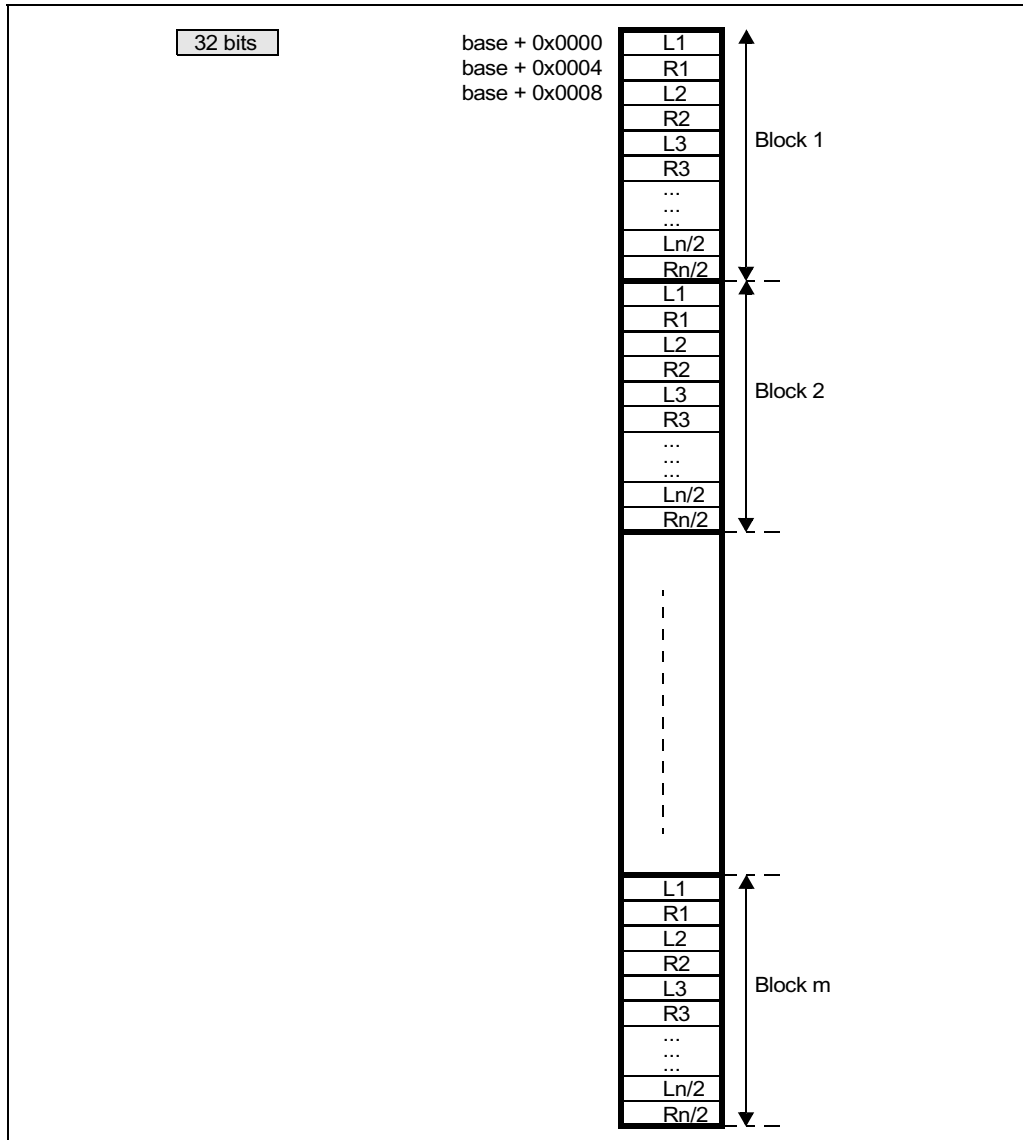 32 bits
base + 0x0000
base + 0x0004
base + 0x0008
L1
R1
L2
R2
L3
R3
...
...
...
Ln/2
Rn/2
Block 1
L1
R1
L2
R2
L3
R3
...
...
...
Ln/2
Rn/2
Block 2
L1
R1
L2
R2
L3
R3
...
...
...
Ln/2
Rn/2
Block m